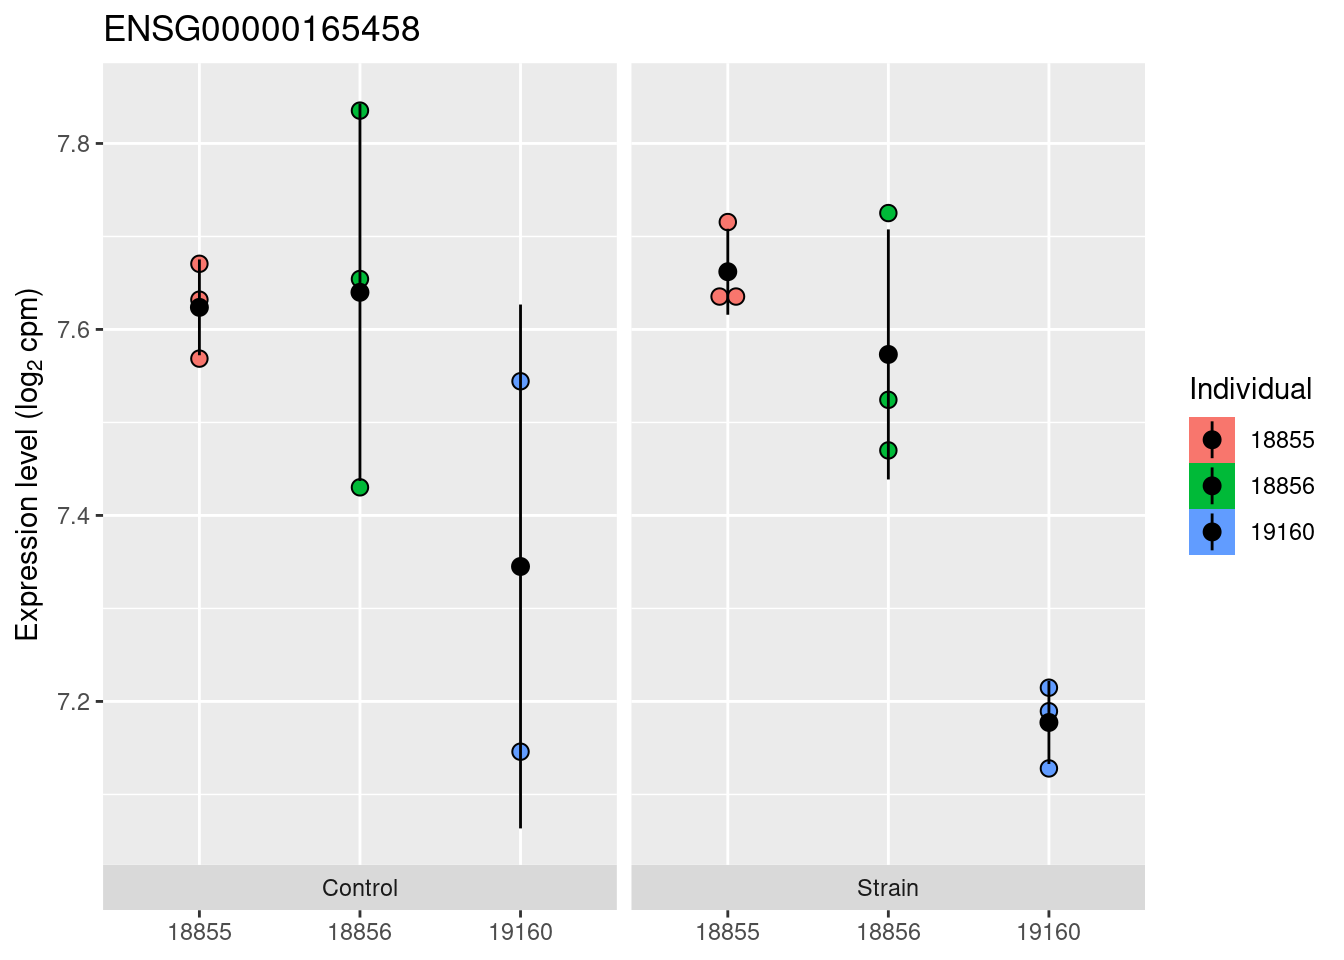 ENSG00000165458
Expression level (log₂ cpm)
7.8
7.6
7.4
7.2
Control
Strain
18855 18856 19160
18855 18856 19160
Individual
18855
18856
19160